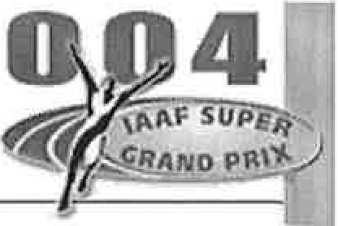 004
IAAF SUPER
GRAND PRIX